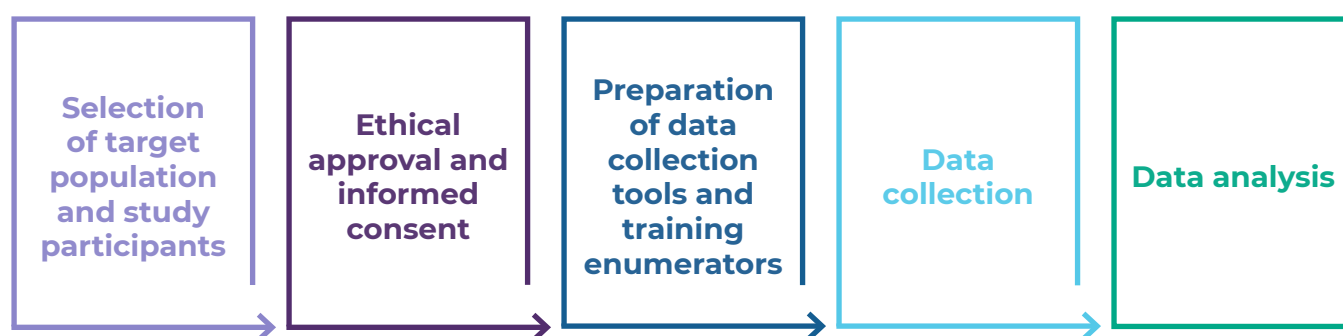 Selection
of target
population
and study
participants
Ethical
approval and
informed
consent
Preparation
of data
collection
tools and
training
enumerators
Data
collection
Data analysis